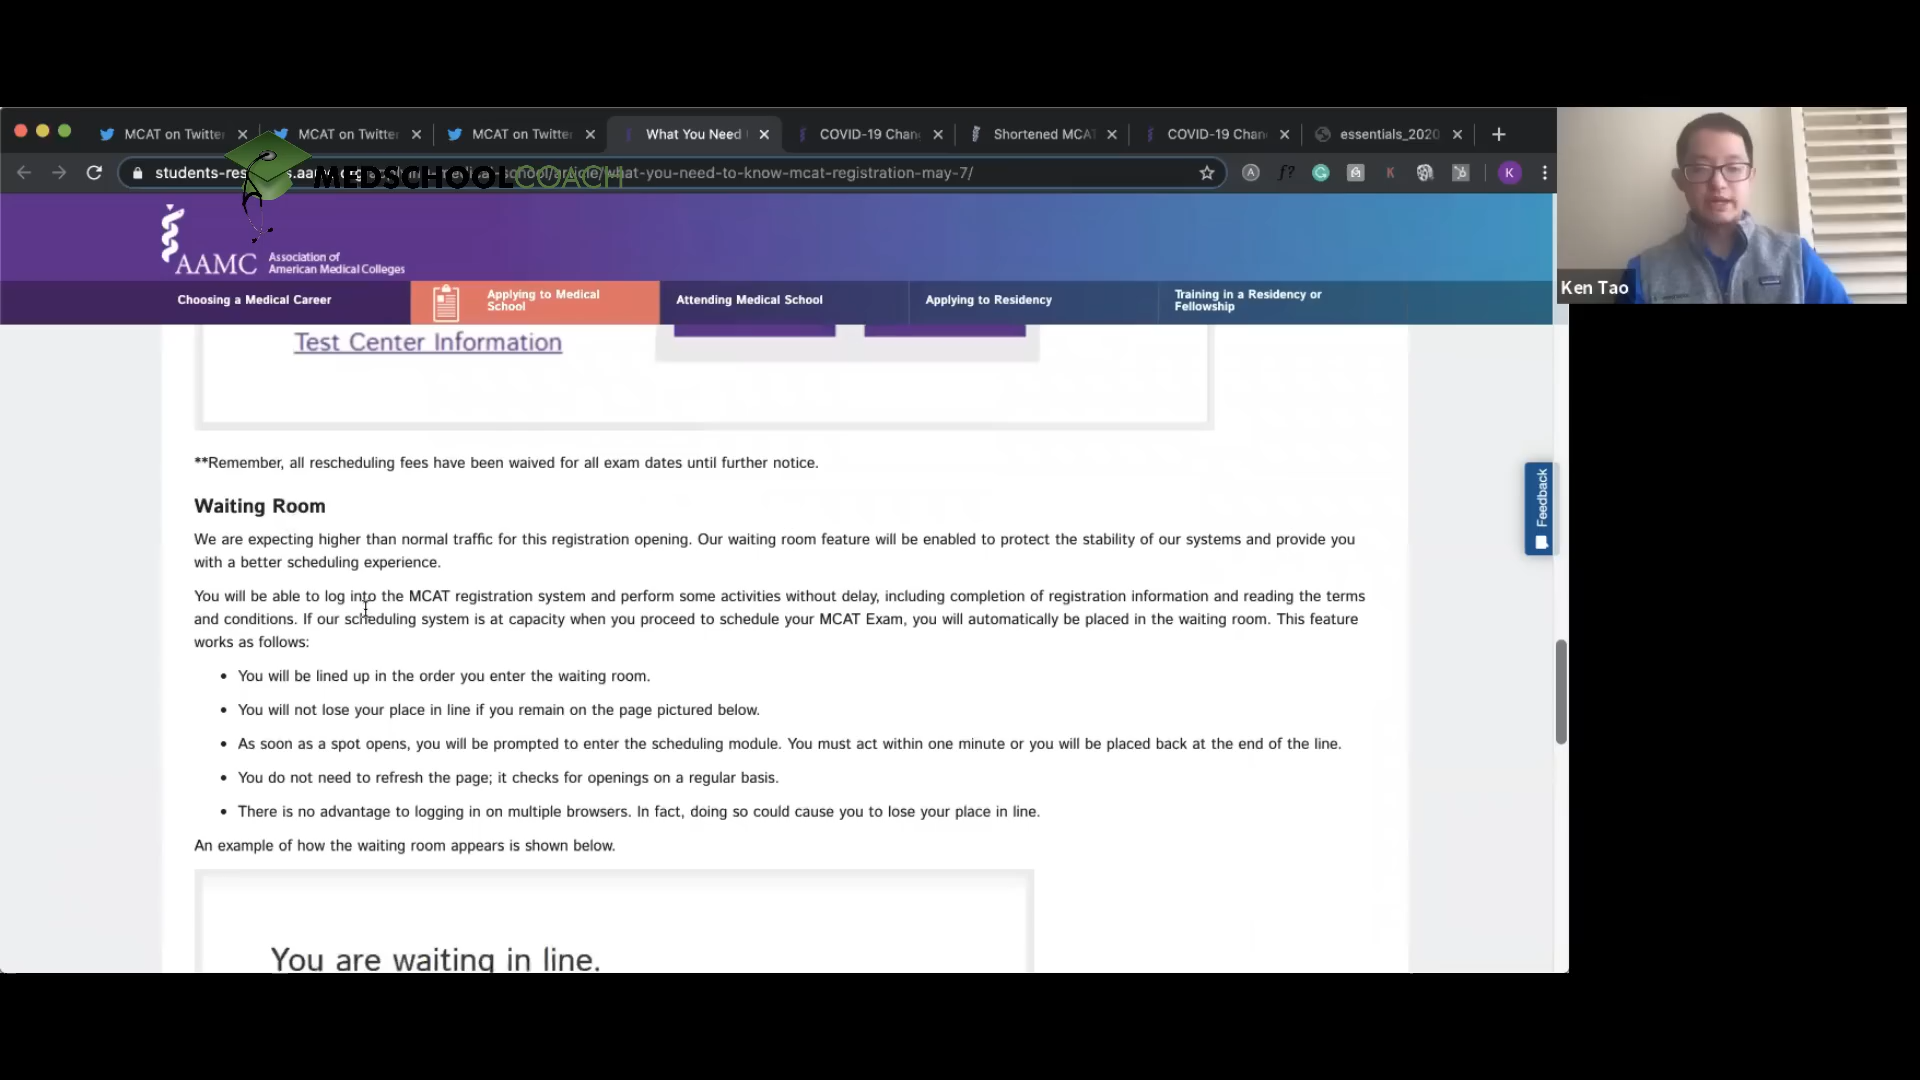 MCAT on Twitte
MCAT on Twitte
MCAT on Twitte
What You Need
COVID-19 Chan
Shortened MCA
COVID-19 Chan
essentials_2020
MEDSCHOOLCOACH
what-you-need-to-know-mcat-registration-may-7/
K
AAMC
Association of
American Medical Colleges
Ken Tao
Choosing a Medical Career
Applying to Medical
School
Attending Medical School
Applying to Residency
Training in a Residency or
Fellowship
Test Center Information
**Remember, all rescheduling fees have been waived for all exam dates until further notice.
Waiting Room
We are expecting higher than normal traffic for this registration opening. Our waiting room feature will be enabled to protect the stability of our systems and provide you
with a better scheduling experience.
You will be able to log into the MCAT registration system and perform some activities without delay, including completion of registration information and reading the terms
and conditions. If our scheduling system is at capacity when you proceed to schedule your MCAT Exam, you will automatically be placed in the waiting room. This feature
works as follows:
• You will be lined up in the order you enter the waiting room.
• You will not lose your place in line if you remain on the page pictured below.
• As soon as a spot opens, you will be prompted to enter the scheduling module. You must act within one minute or you will be placed back at the end of the line.
• You do not need to refresh the page; it checks for openings on a regular basis.
• There is no advantage to logging in on multiple browsers. In fact, doing so could cause you to lose your place in line.
An example of how the waiting room appears is shown below.
You are waiting in line.
Feedback